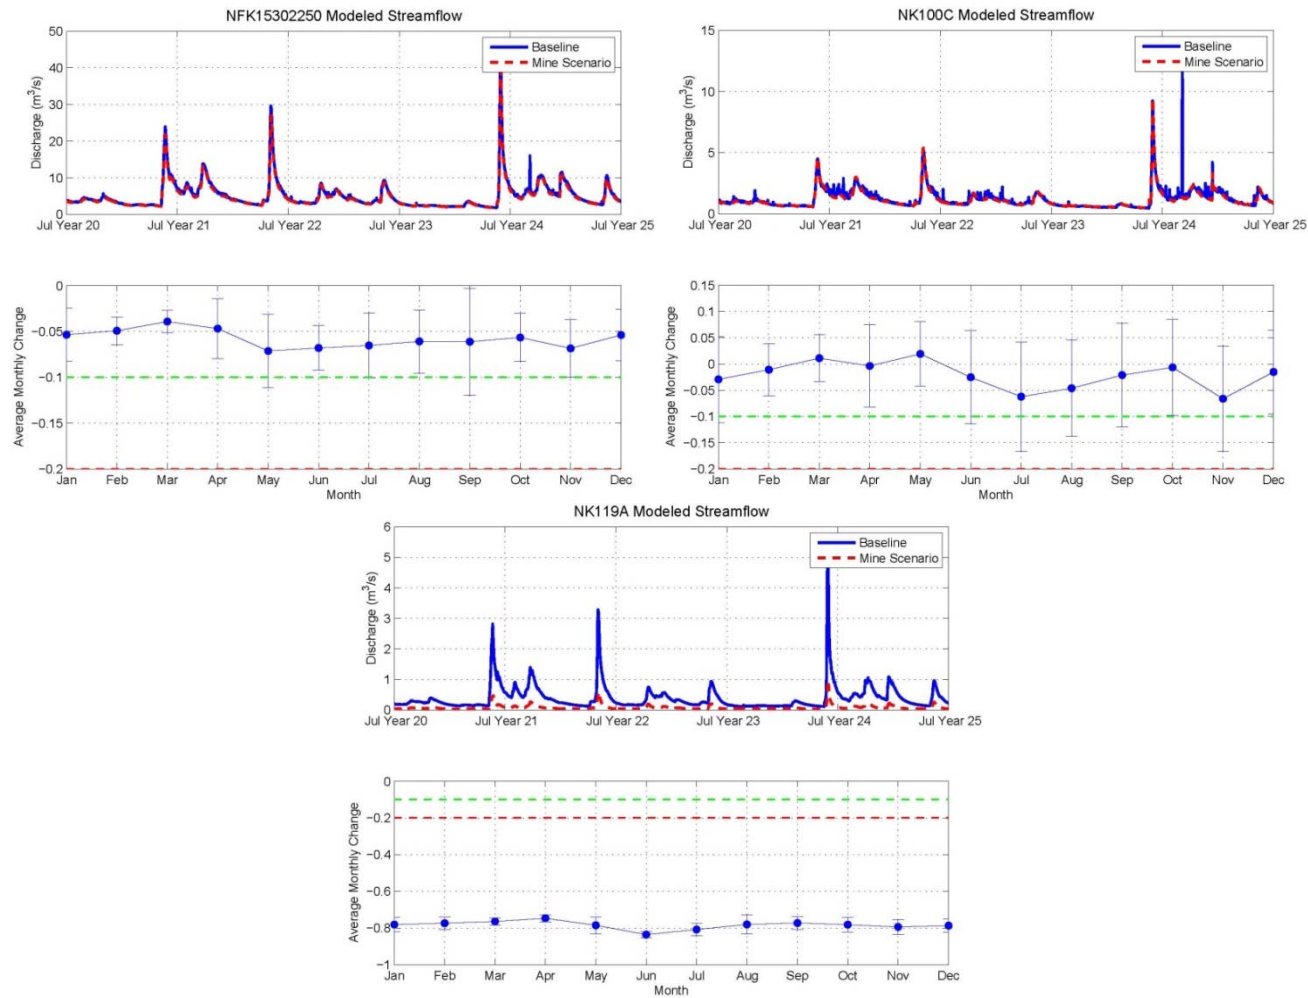 NFK15302250 Modeled Streamflow
Discharge (m³/s)
50
40
30
20
10
0
Baseline
Mine Scenario
Jul Year 20 Jul Year 21 Jul Year 22 Jul Year 23 Jul Year 24 Jul Year 25
Average Monthly Change
0
−0.05
−0.1
−0.15
−0.2
Jan Feb Mar Apr May Jun Jul Aug Sep Oct Nov Dec
Month
NK100C Modeled Streamflow
Discharge (m³/s)
15
10
5
0
Baseline
Mine Scenario
Jul Year 20 Jul Year 21 Jul Year 22 Jul Year 23 Jul Year 24 Jul Year 25
Average Monthly Change
0.15
0.1
0.05
0
−0.05
−0.1
−0.15
−0.2
Jan Feb Mar Apr May Jun Jul Aug Sep Oct Nov Dec
Month
NK119A Modeled Streamflow
Discharge (m³/s)
6
5
4
3
2
1
0
Baseline
Mine Scenario
Jul Year 20 Jul Year 21 Jul Year 22 Jul Year 23 Jul Year 24 Jul Year 25
Average Monthly Change
0
−0.2
−0.4
−0.6
−0.8
−1
Jan Feb Mar Apr May Jun Jul Aug Sep Oct Nov Dec
Month